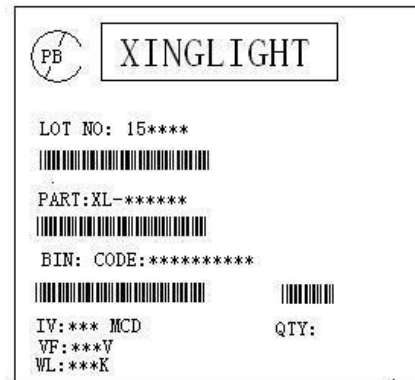 PB
XINGLIGHT
LOT NO: 15****
PART:XL-******
BIN: CODE:**********
IV:*** MCD QTY:
VF:***V
WL:***K